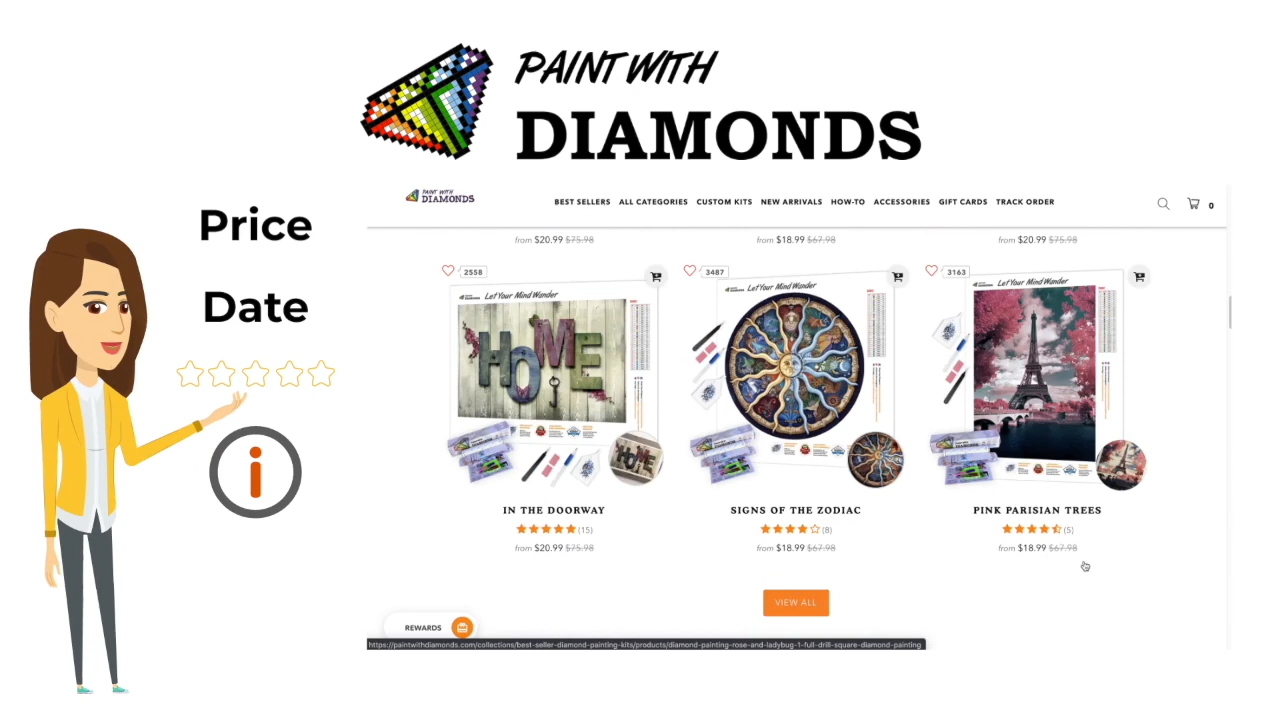 PAINT WITH
DIAMONDS
PAINT WITH
DIAMONDS
BEST SELLERS ALL CATEGORIES CUSTOM KITS NEW ARRIVALS HOW-TO ACCESSORIES GIFT CARDS TRACK ORDER
0
Price
Date
from $20.99 $75.98
from $18.99 $67.98
from $20.99 $75.98
2558
3487
3163
Let Your Mind Wander
Let Your Mind Wander
Let Your Mind Wander
HOME
IN THE DOORWAY
(15)
from $20.99 $75.98
SIGNS OF THE ZODIAC
(8)
from $18.99 $67.98
PINK PARISIAN TREES
(5)
from $18.99 $67.98
VIEW ALL
REWARDS
https://paintwithdiamonds.com/collections/best-seller-diamond-painting-kits/products/diamond-painting-rose-and-ladybug-1-full-drill-square-diamond-painting